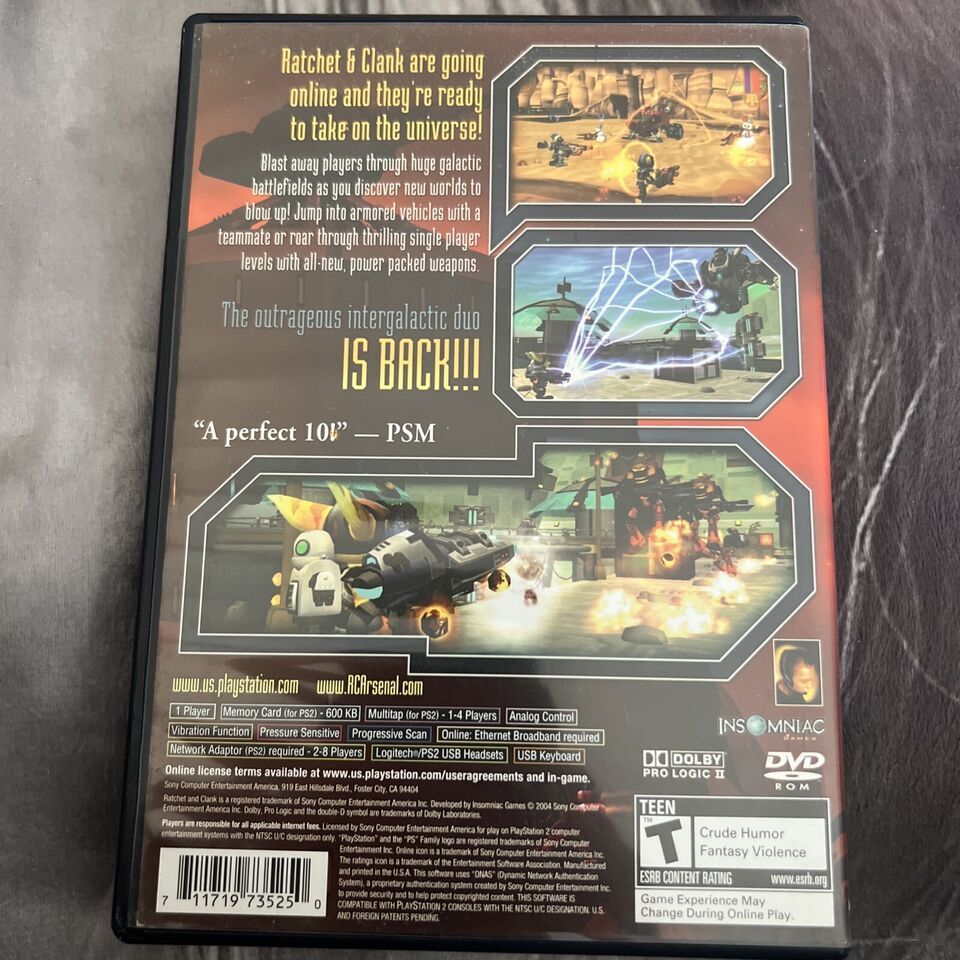 Ratchet & Clank are going
online and they're ready
to take on the universe!
Blast away players through huge galactic
battlefields as you discover new worlds to
blow up! Jump into armored vehicles with a
teammate or roar through thrilling single player
levels with all-new, power packed weapons.
The outrageous intergalactic duo
IS BACK!!!
“A perfect 10!” — PSM
www.us.playstation.com www.RCArsenal.com
1 Player Memory Card (for PS2) - 600 KB Multitap (for PS2) - 1-4 Players Analog Control
Vibration Function Pressure Sensitive Progressive Scan Online: Ethernet Broadband required
Network Adaptor (PS2) required - 2-8 Players Logitech®/PS2 USB Headsets USB Keyboard
Online license terms available at www.us.playstation.com/useragreements and in-game.
Sony Computer Entertainment America, 919 East Hillsdale Blvd., Foster City, CA 94404
Ratchet and Clank is a registered trademark of Sony Computer Entertainment America Inc. Developed by Insomniac Games © 2004 Sony Computer
Entertainment America Inc. Dolby, Pro Logic and the double-D symbol are trademarks of Dolby Laboratories.
Players are responsible for all applicable internet fees. Licensed by Sony Computer Entertainment America for play on PlayStation 2 computer
entertainment systems with the NTSC U/C designation only. “PlayStation” and the “PS” Family logo are registered trademarks of Sony Computer
Entertainment Inc. Online icon is a trademark of Sony Computer Entertainment America Inc.
The ratings icon is a trademark of the Entertainment Software Association. Manufactured
and printed in the U.S.A. This software uses “DNAS” (Dynamic Network Authentication
System), a proprietary authentication system created by Sony Computer Entertainment Inc.
to provide security and to help protect copyrighted content. THIS SOFTWARE IS
COMPATIBLE WITH PLAYSTATION 2 CONSOLES WITH THE NTSC U/C DESIGNATION. U.S.
AND FOREIGN PATENTS PENDING.
7 11719 73525 0
INSOMNIAC
GAMES
DOLBY
PRO LOGIC II
DVD
ROM
TEEN
T
TM
Crude Humor
Fantasy Violence
ESRB CONTENT RATING www.esrb.org
Game Experience May
Change During Online Play.